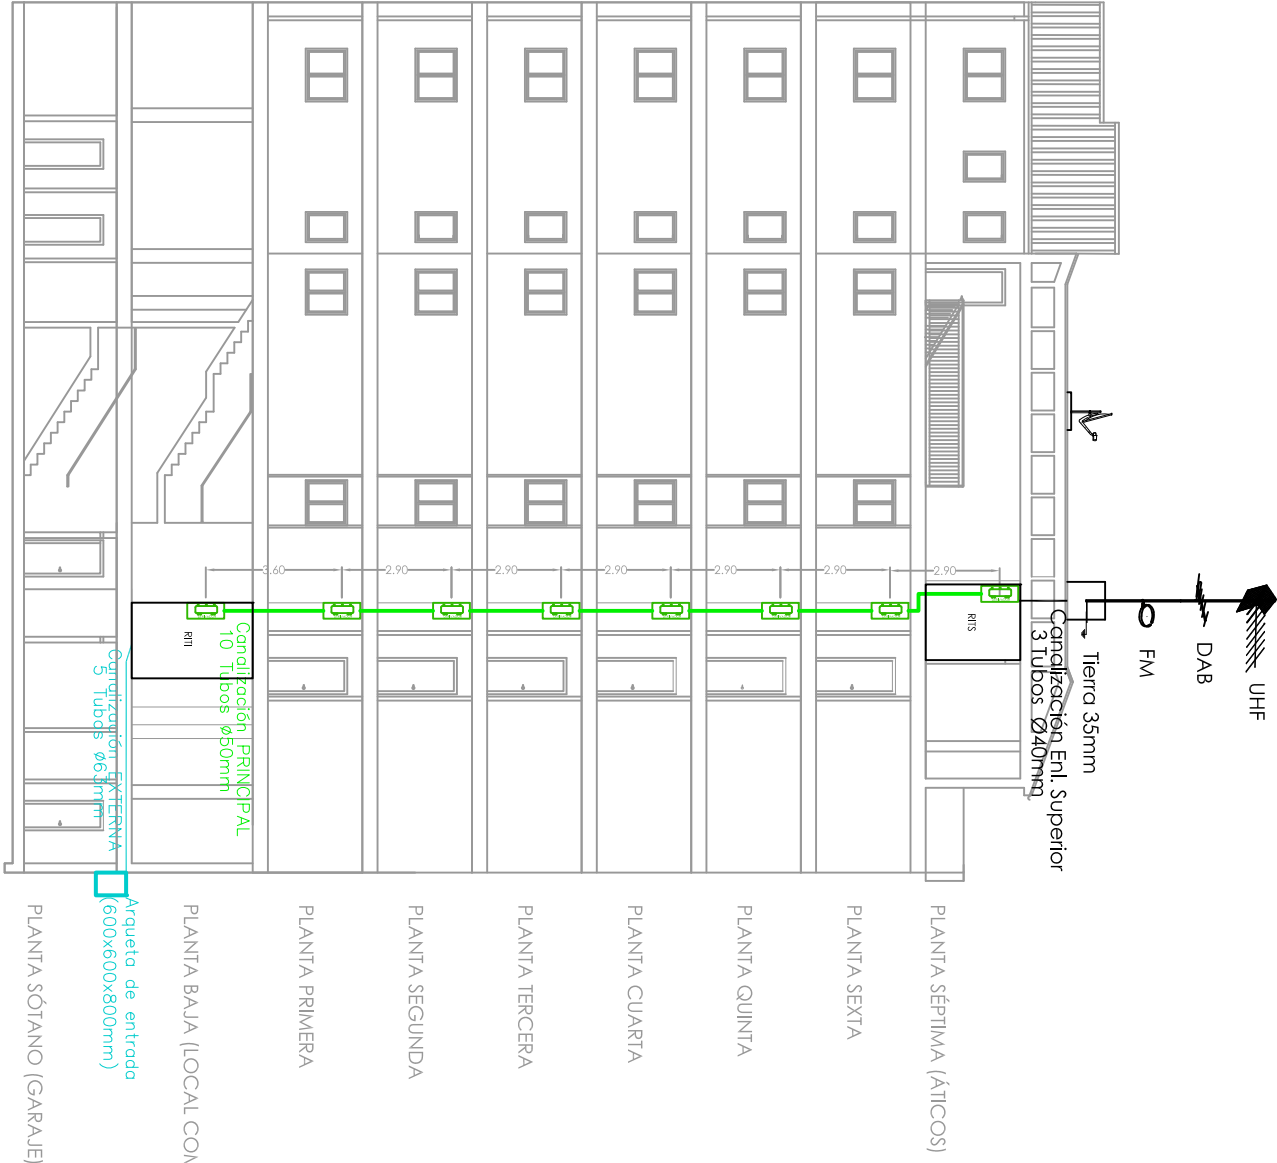 UHF
DAB
FM
Tierra 35mm
Canalización Enl. Superior
3 Tubos Ø40mm
RITS
2.90
2.90
2.90
2.90
2.90
2.90
3.60
RITI
Canalización PRINCIPAL
10 Tubos ø50mm
Canalización EXTERNA
5 Tubos ø63mm
Arqueta de entrada
(600x600x800mm)
PLANTA SÉPTIMA (ÁTICOS)
PLANTA SEXTA
PLANTA QUINTA
PLANTA CUARTA
PLANTA TERCERA
PLANTA SEGUNDA
PLANTA PRIMERA
PLANTA BAJA (LOCAL COM
PLANTA SÓTANO (GARAJE)